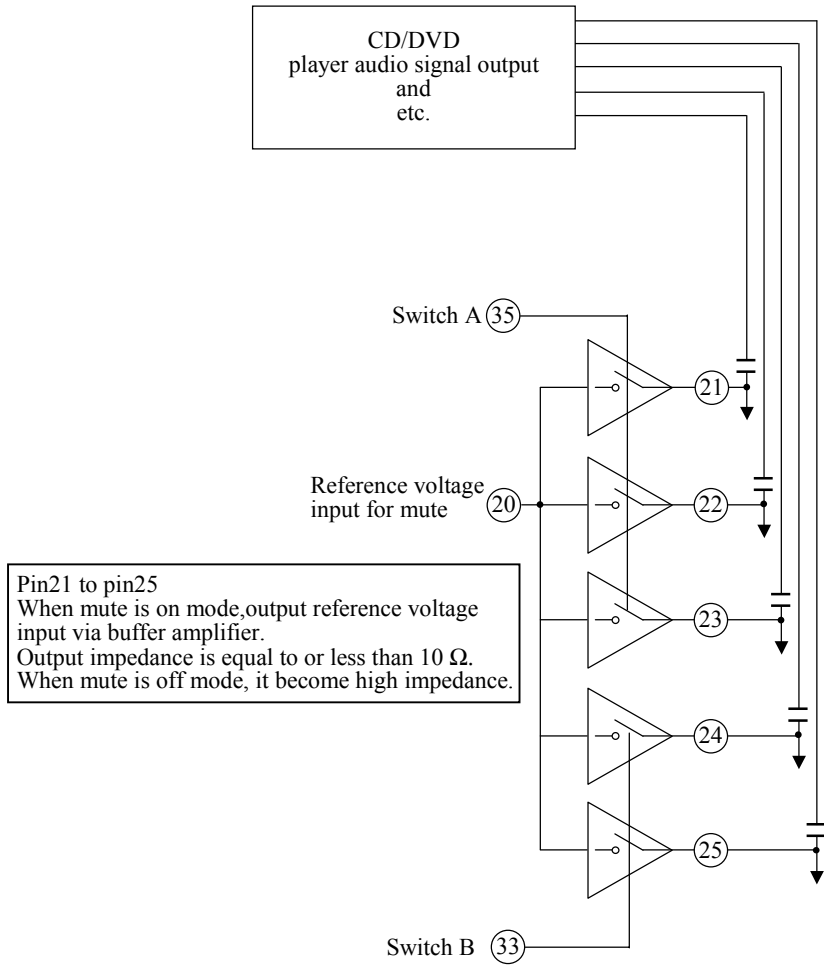 CD/DVD
player audio signal output
and
etc.
Switch A 35
21
Reference voltage
input for mute
20
22
Pin21 to pin25
When mute is on mode,output reference voltage
input via buffer amplifier.
Output impedance is equal to or less than 10 Ω.
When mute is off mode, it become high impedance.
23
24
25
Switch B 33